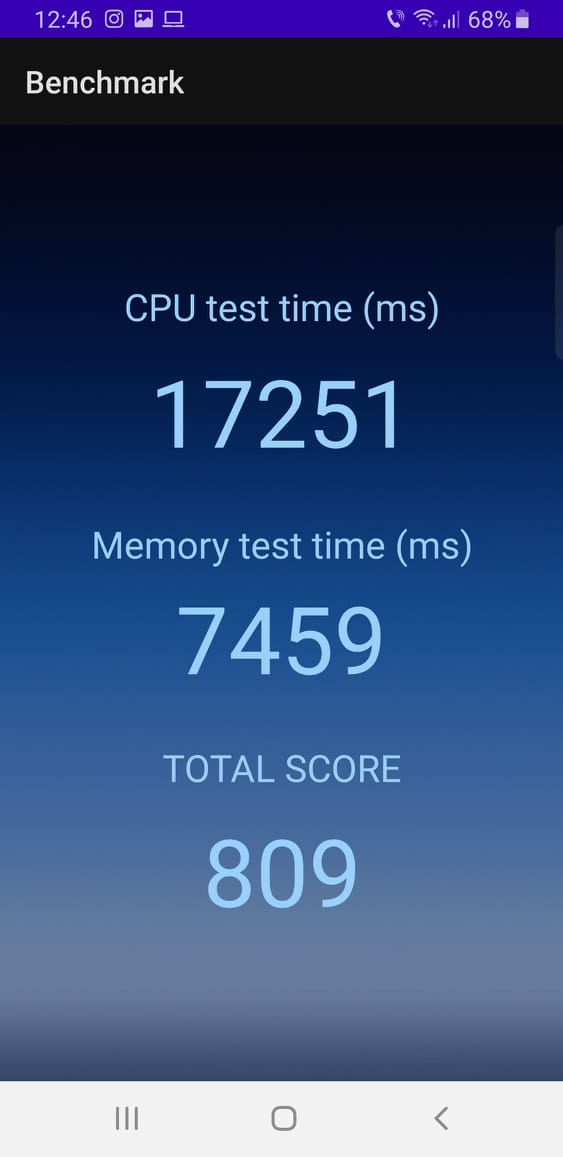 12:46 68%
Benchmark
CPU test time (ms)
17251
Memory test time (ms)
7459
TOTAL SCORE
809